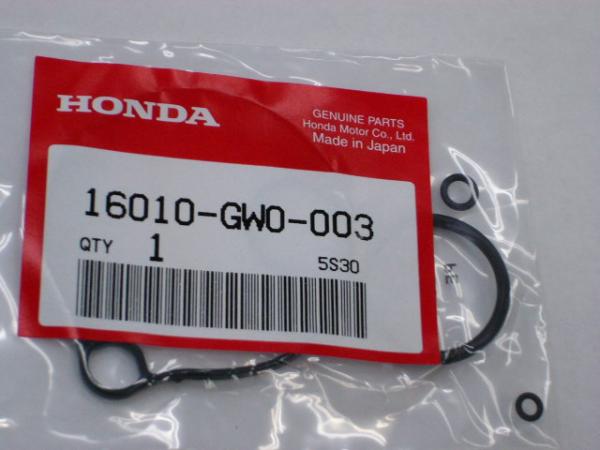 HONDA
GENUINE PARTS
Honda Motor Co., Ltd.
Made in Japan
16010-GW0-003
QTY 1
5S30